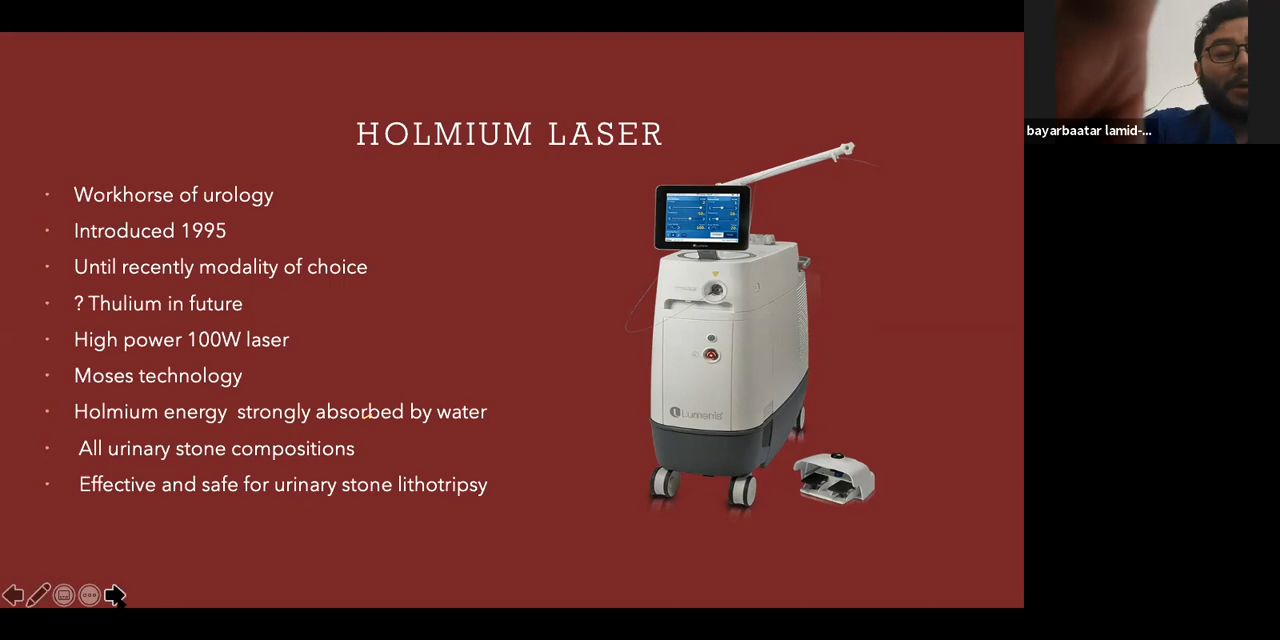 HOLMIUM LASER
· Workhorse of urology
· Introduced 1995
· Until recently modality of choice
· ? Thulium in future
· High power 100W laser
· Moses technology
· Holmium energy strongly absorbed by water
· All urinary stone compositions
· Effective and safe for urinary stone lithotripsy
Lumenis
bayarbaatar lamid-...